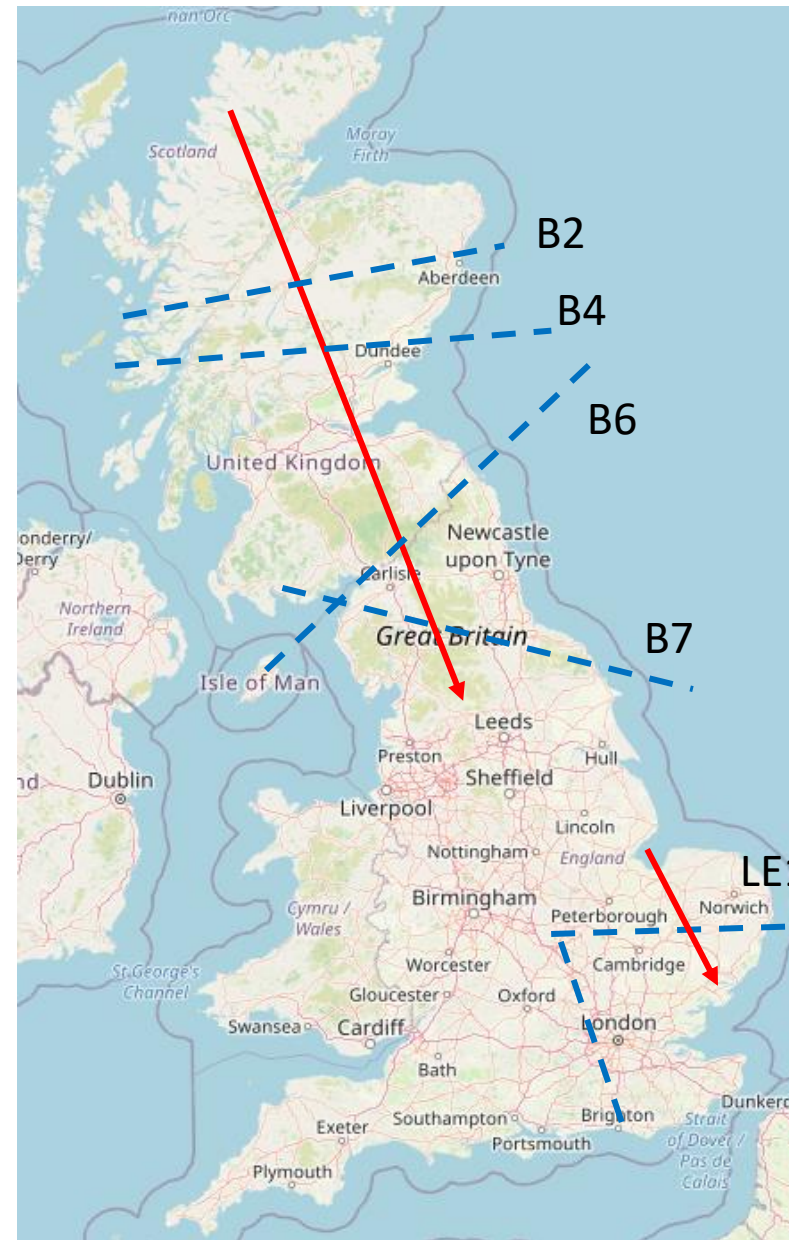 nan Orc
Moray
Firth
Scotland
B2
Aberdeen
B4
Dundee
B6
United Kingdom
onderry/
Derry
Newcastle
upon Tyne
Carlisle
Northern
Ireland
Great Britain
B7
Isle of Man
Leeds
Preston
Hull
nd
Dublin
Sheffield
Liverpool
Lincoln
Nottingham
England
LE1
Birmingham
Norwich
Cymru /
Wales
Peterborough
St George's
Channel
Worcester
Cambridge
Gloucester
Oxford
Swansea
Cardiff
London
Bath
Dunkerq
Exeter
Southampton
Brighton
Strait
of Dover /
Pas de
Calais
Portsmouth
Plymouth